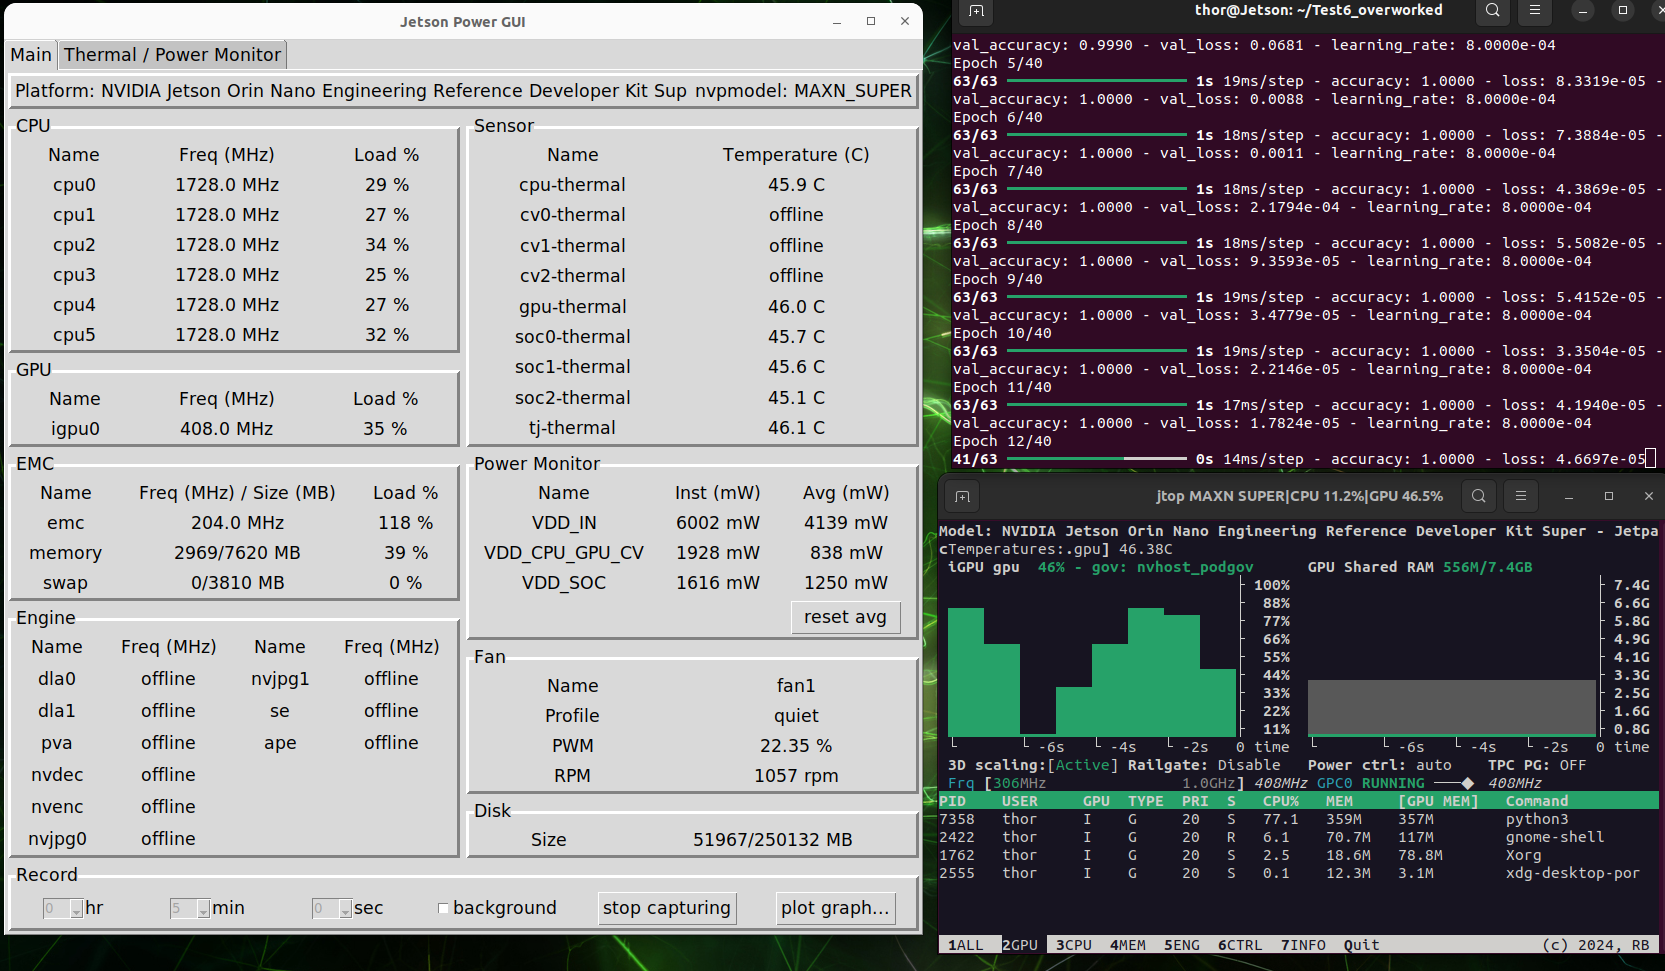 Jetson Power GUI
Main
Thermal / Power Monitor
Platform: NVIDIA Jetson Orin Nano Engineering Reference Developer Kit Sup nvpmodel: MAXN_SUPER
CPU
Name Freq (MHz) Load %
cpu0 1728.0 MHz 29 %
cpu1 1728.0 MHz 27 %
cpu2 1728.0 MHz 34 %
cpu3 1728.0 MHz 25 %
cpu4 1728.0 MHz 27 %
cpu5 1728.0 MHz 32 %
GPU
Name Freq (MHz) Load %
igpu0 408.0 MHz 35 %
EMC
Name Freq (MHz) / Size (MB) Load %
emc 204.0 MHz 118 %
memory 2969/7620 MB 39 %
swap 0/3810 MB 0 %
Engine
Name Freq (MHz) Name Freq (MHz)
dla0 offline nvjpg1 offline
dla1 offline se offline
pva offline ape offline
nvdec offline
nvenc offline
nvjpg0 offline
Sensor
Name Temperature (C)
cpu-thermal 45.9 C
cv0-thermal offline
cv1-thermal offline
cv2-thermal offline
gpu-thermal 46.0 C
soc0-thermal 45.7 C
soc1-thermal 45.6 C
soc2-thermal 45.1 C
tj-thermal 46.1 C
Power Monitor
Name Inst (mW) Avg (mW)
VDD_IN 6002 mW 4139 mW
VDD_CPU_GPU_CV 1928 mW 838 mW
VDD_SOC 1616 mW 1250 mW
reset avg
Fan
Name fan1
Profile quiet
PWM 22.35 %
RPM 1057 rpm
Disk
Size 51967/250132 MB
Record
0 hr 5 min 0 sec background stop capturing plot graph...
thor@Jetson: ~/Test6_overworked
val_accuracy: 0.9990 - val_loss: 0.0681 - learning_rate: 8.0000e-04
Epoch 5/40
63/63 1s 19ms/step - accuracy: 1.0000 - loss: 8.3319e-05 -
val_accuracy: 1.0000 - val_loss: 0.0088 - learning_rate: 8.0000e-04
Epoch 6/40
63/63 1s 18ms/step - accuracy: 1.0000 - loss: 7.3884e-05 -
val_accuracy: 1.0000 - val_loss: 0.0011 - learning_rate: 8.0000e-04
Epoch 7/40
63/63 1s 18ms/step - accuracy: 1.0000 - loss: 4.3869e-05 -
val_accuracy: 1.0000 - val_loss: 2.1794e-04 - learning_rate: 8.0000e-04
Epoch 8/40
63/63 1s 18ms/step - accuracy: 1.0000 - loss: 5.5082e-05 -
val_accuracy: 1.0000 - val_loss: 9.3593e-05 - learning_rate: 8.0000e-04
Epoch 9/40
63/63 1s 19ms/step - accuracy: 1.0000 - loss: 5.4152e-05 -
val_accuracy: 1.0000 - val_loss: 3.4779e-05 - learning_rate: 8.0000e-04
Epoch 10/40
63/63 1s 19ms/step - accuracy: 1.0000 - loss: 3.3504e-05 -
val_accuracy: 1.0000 - val_loss: 2.2146e-05 - learning_rate: 8.0000e-04
Epoch 11/40
63/63 1s 17ms/step - accuracy: 1.0000 - loss: 4.1940e-05 -
val_accuracy: 1.0000 - val_loss: 1.7824e-05 - learning_rate: 8.0000e-04
Epoch 12/40
41/63 0s 14ms/step - accuracy: 1.0000 - loss: 4.6697e-05
jtop MAXN SUPER|CPU 11.2%|GPU 46.5%
Model: NVIDIA Jetson Orin Nano Engineering Reference Developer Kit Super - Jetpa
cTemperatures:.gpu] 46.38C
iGPU gpu 46% - gov: nvhost_podgov GPU Shared RAM 556M/7.4GB
100% 7.4G
88% 6.6G
77% 5.8G
66% 4.9G
55% 4.1G
44% 3.3G
33% 2.5G
22% 1.6G
11% 0.8G
-6s -4s -2s 0 time -6s -4s -2s 0 time
3D scaling:[Active] Railgate: Disable Power ctrl: auto TPC PG: OFF
Frq [306MHz 1.0GHz] 408MHz GPC0 RUNNING 408MHz
PID USER GPU TYPE PRI S CPU% MEM [GPU MEM] Command
7358 thor I G 20 S 77.1 359M 357M python3
2422 thor I G 20 R 6.1 70.7M 117M gnome-shell
1762 thor I G 20 S 2.5 18.6M 78.8M Xorg
2555 thor I G 20 S 0.1 12.3M 3.1M xdg-desktop-por
1ALL 2GPU 3CPU 4MEM 5ENG 6CTRL 7INFO Quit (c) 2024, RB